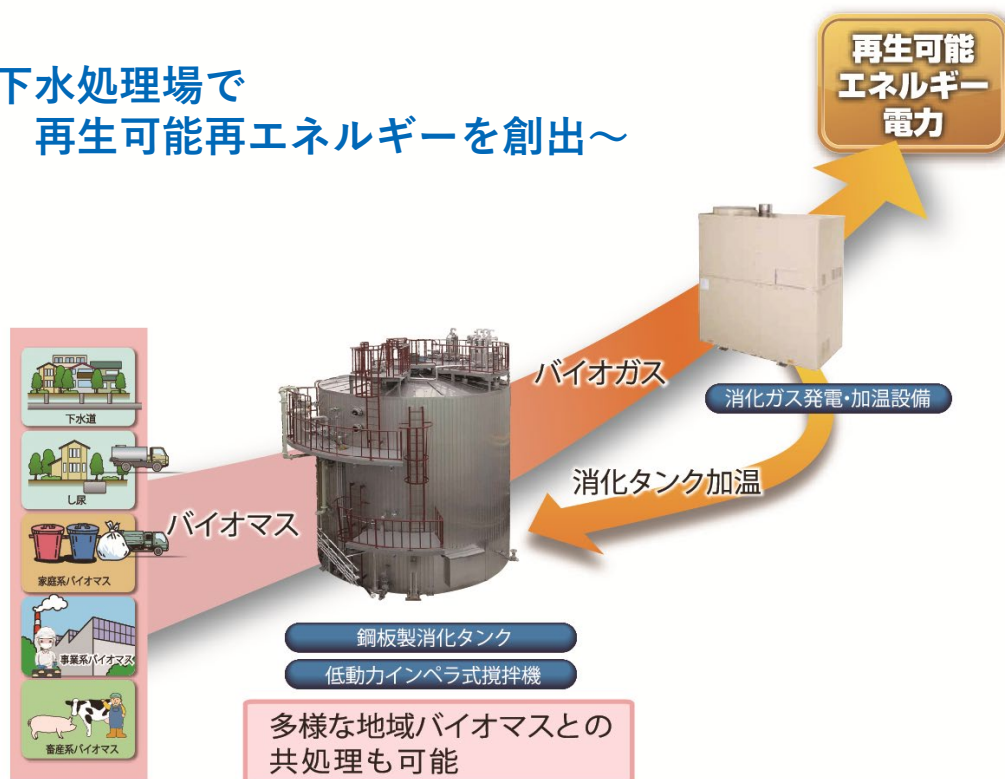 下水処理場で
再生可能再エネルギーを創出～
再生可能
エネルギー
電力
バイオガス
消化ガス発電・加温設備
消化タンク加温
下水道
し尿
バイオマス
家庭系バイオマス
事業系バイオマス
畜産系バイオマス
鋼板製消化タンク
低動力インペラ式撹拌機
多様な地域バイオマスとの
共処理も可能